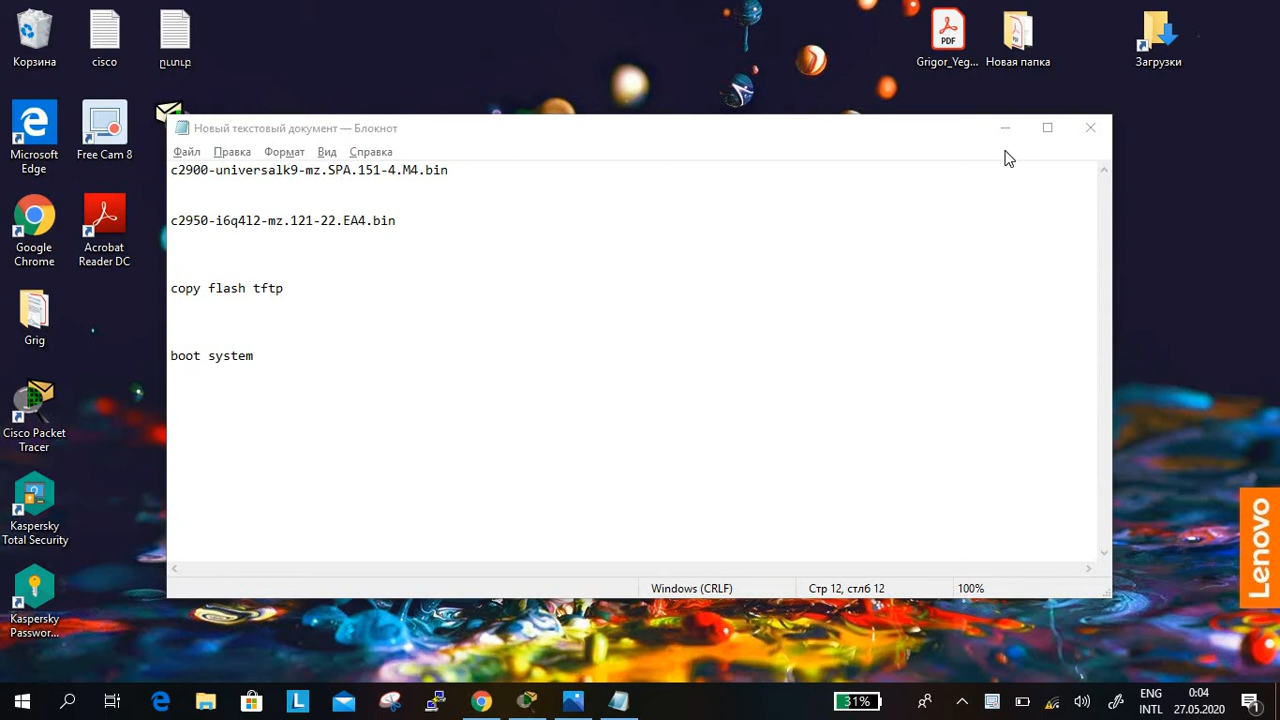 Корзина
cisco
որևէ
PDF
Grigor_Yeg...
Новая папка
Загрузки
Microsoft Edge
Free Cam 8
Google Chrome
Acrobat Reader DC
Grig
Cisco Packet Tracer
Kaspersky Total Security
Kaspersky Passwor...
Новый текстовый документ — Блокнот
Файл Правка Формат Вид Справка
c2900-universalk9-mz.SPA.151-4.M4.bin
c2950-i6q4l2-mz.121-22.EA4.bin
copy flash tftp
boot system
Windows (CRLF) Стр 12, стлб 12 100%
Lenovo
L
31%
ENG
INTL
0:04
27.05.2020
1